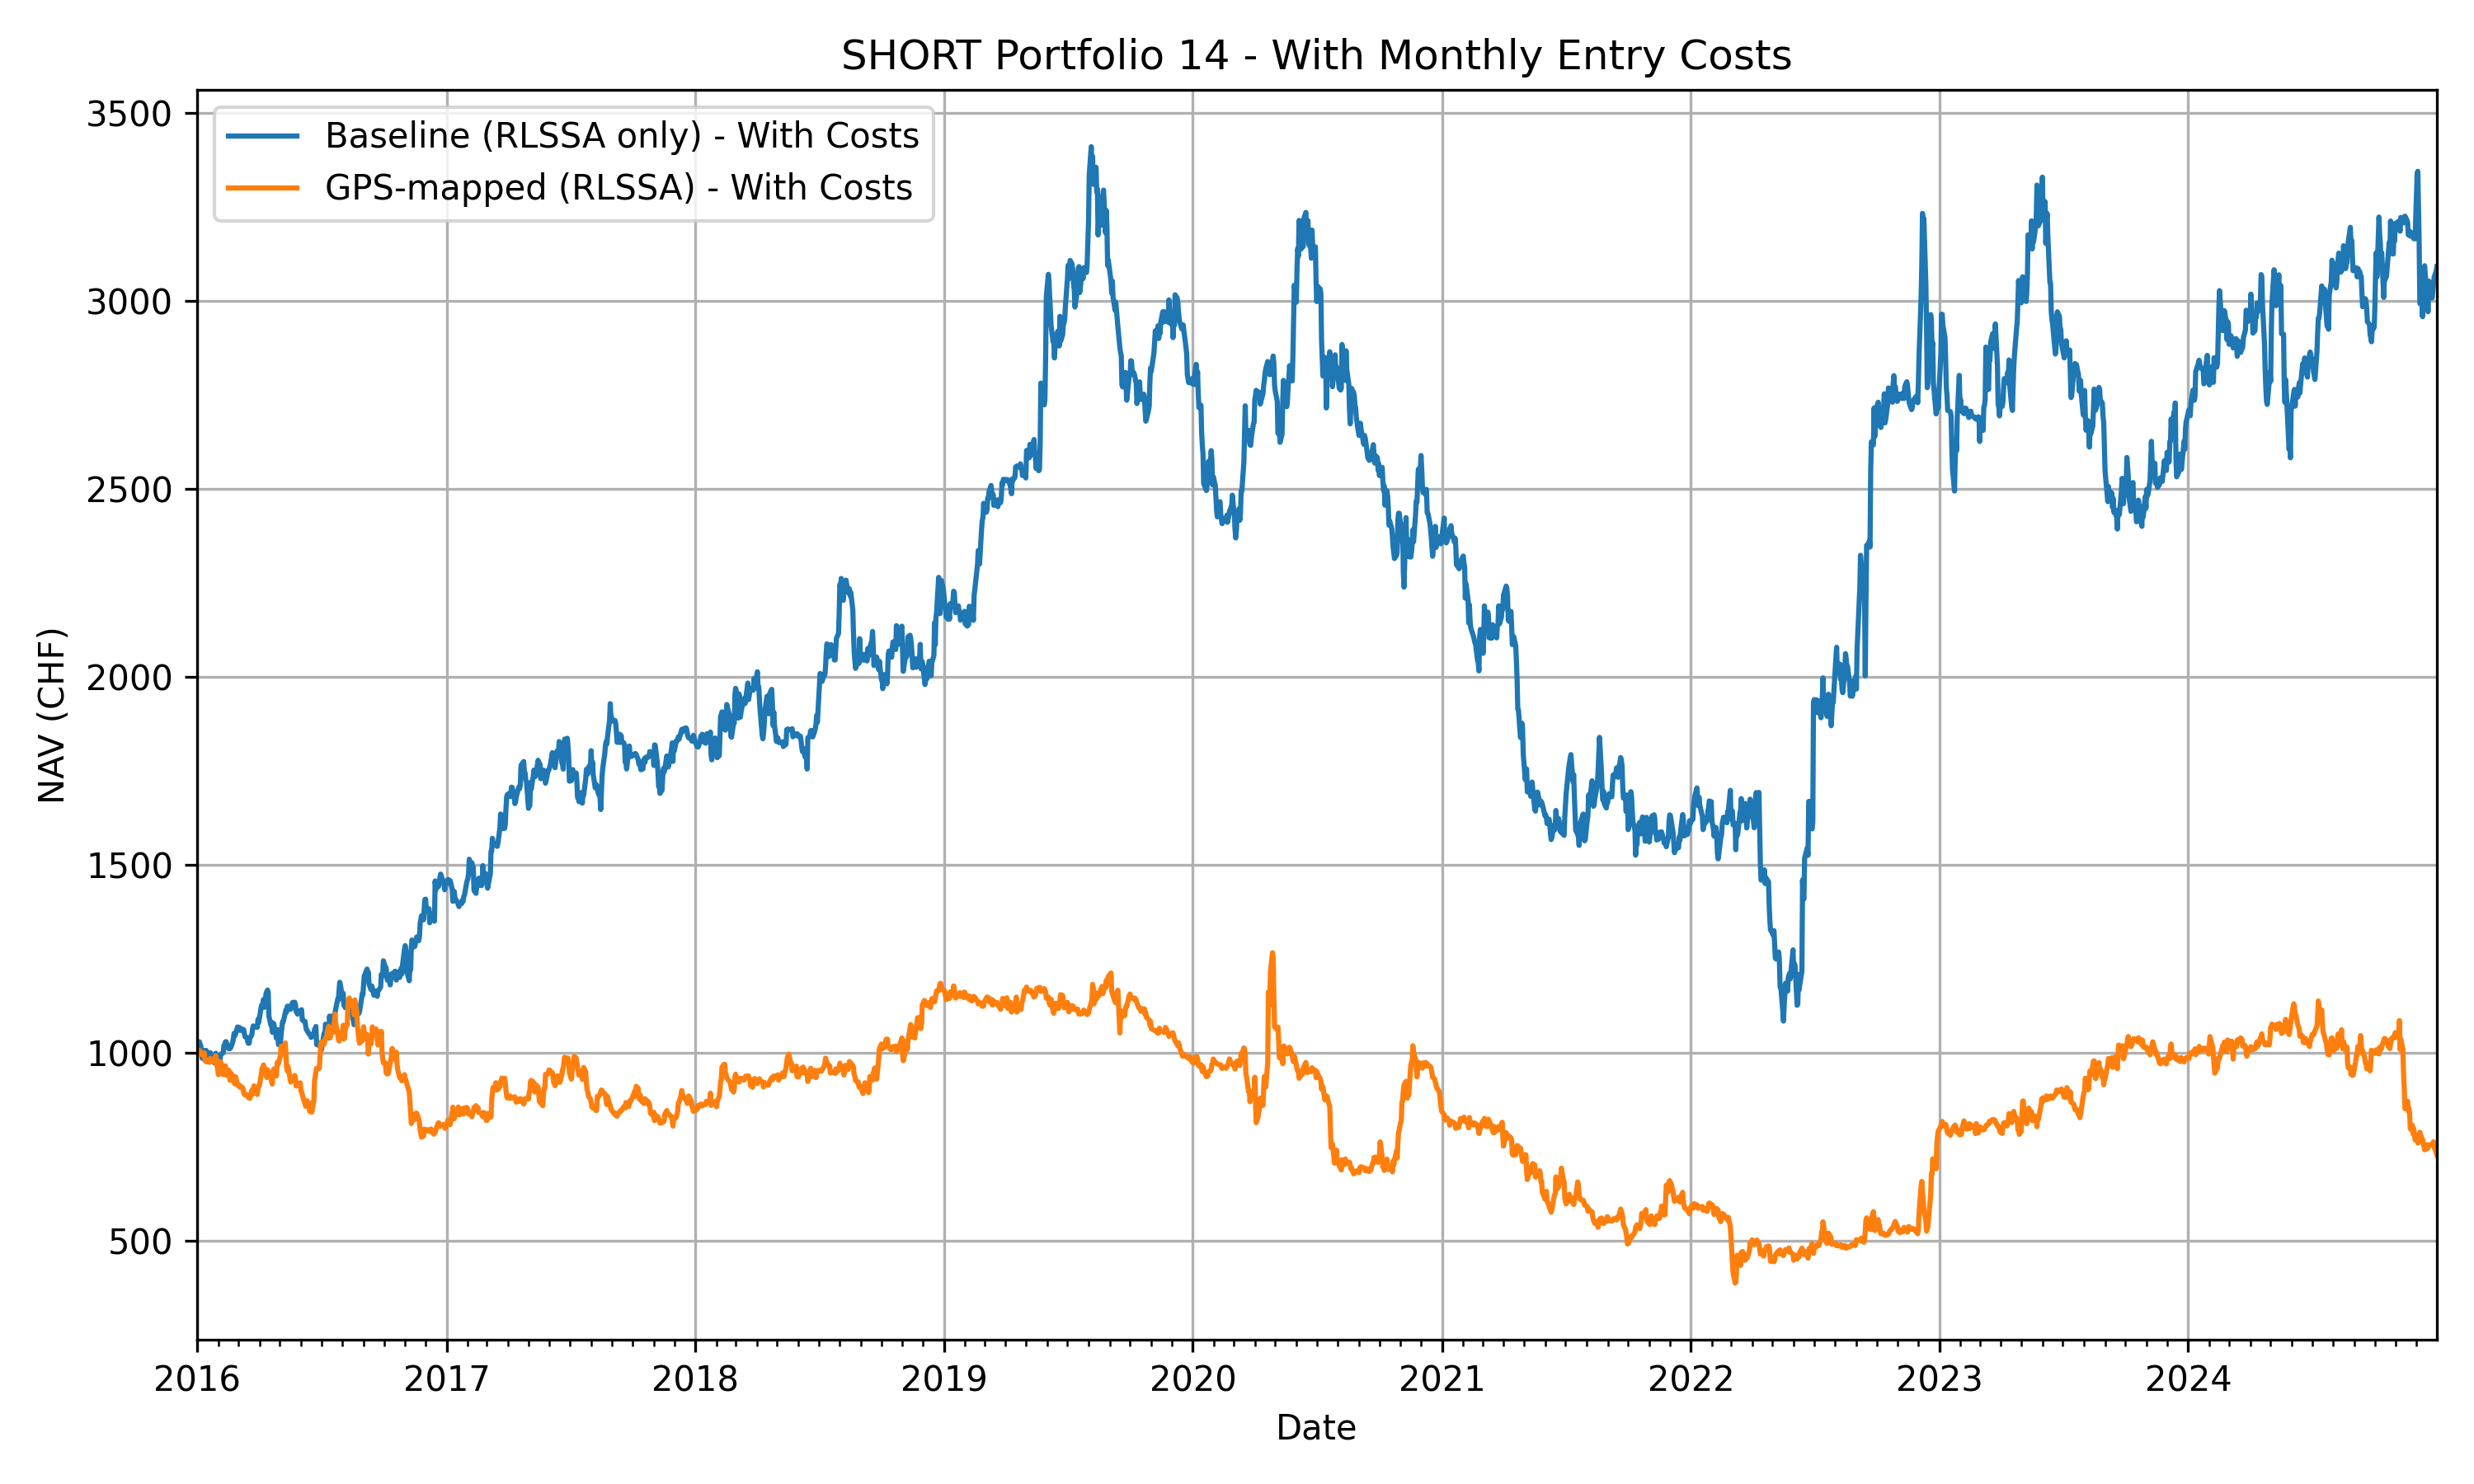 SHORT Portfolio 14 - With Monthly Entry Costs
Baseline (RLSSA only) - With Costs
GPS-mapped (RLSSA) - With Costs
3500
3000
2500
2000
1500
1000
500
NAV (CHF)
2016 2017 2018 2019 2020 2021 2022 2023 2024
Date